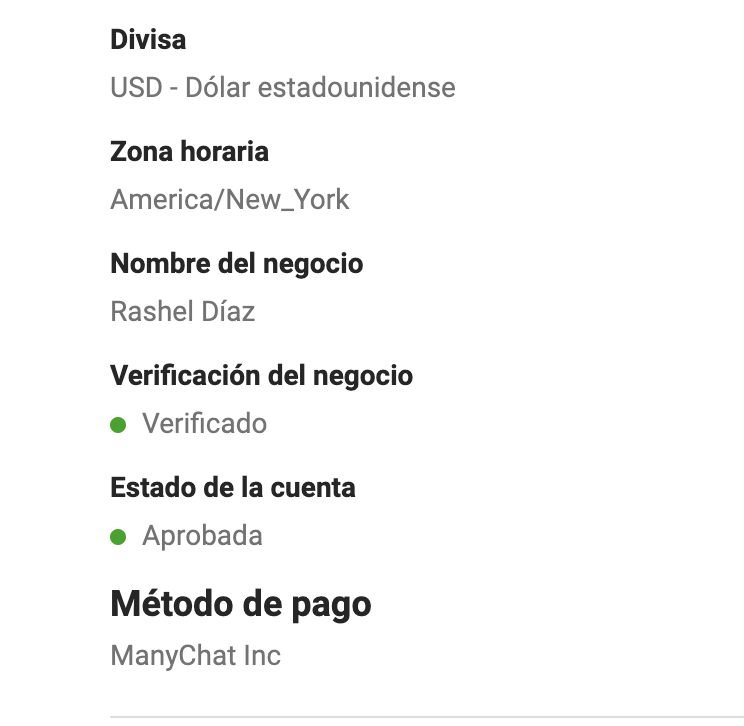 Divisa
USD - Dólar estadounidense
Zona horaria
America/New_York
Nombre del negocio
Rashel Díaz
Verificación del negocio
Verificado
Estado de la cuenta
Aprobada
Método de pago
ManyChat Inc